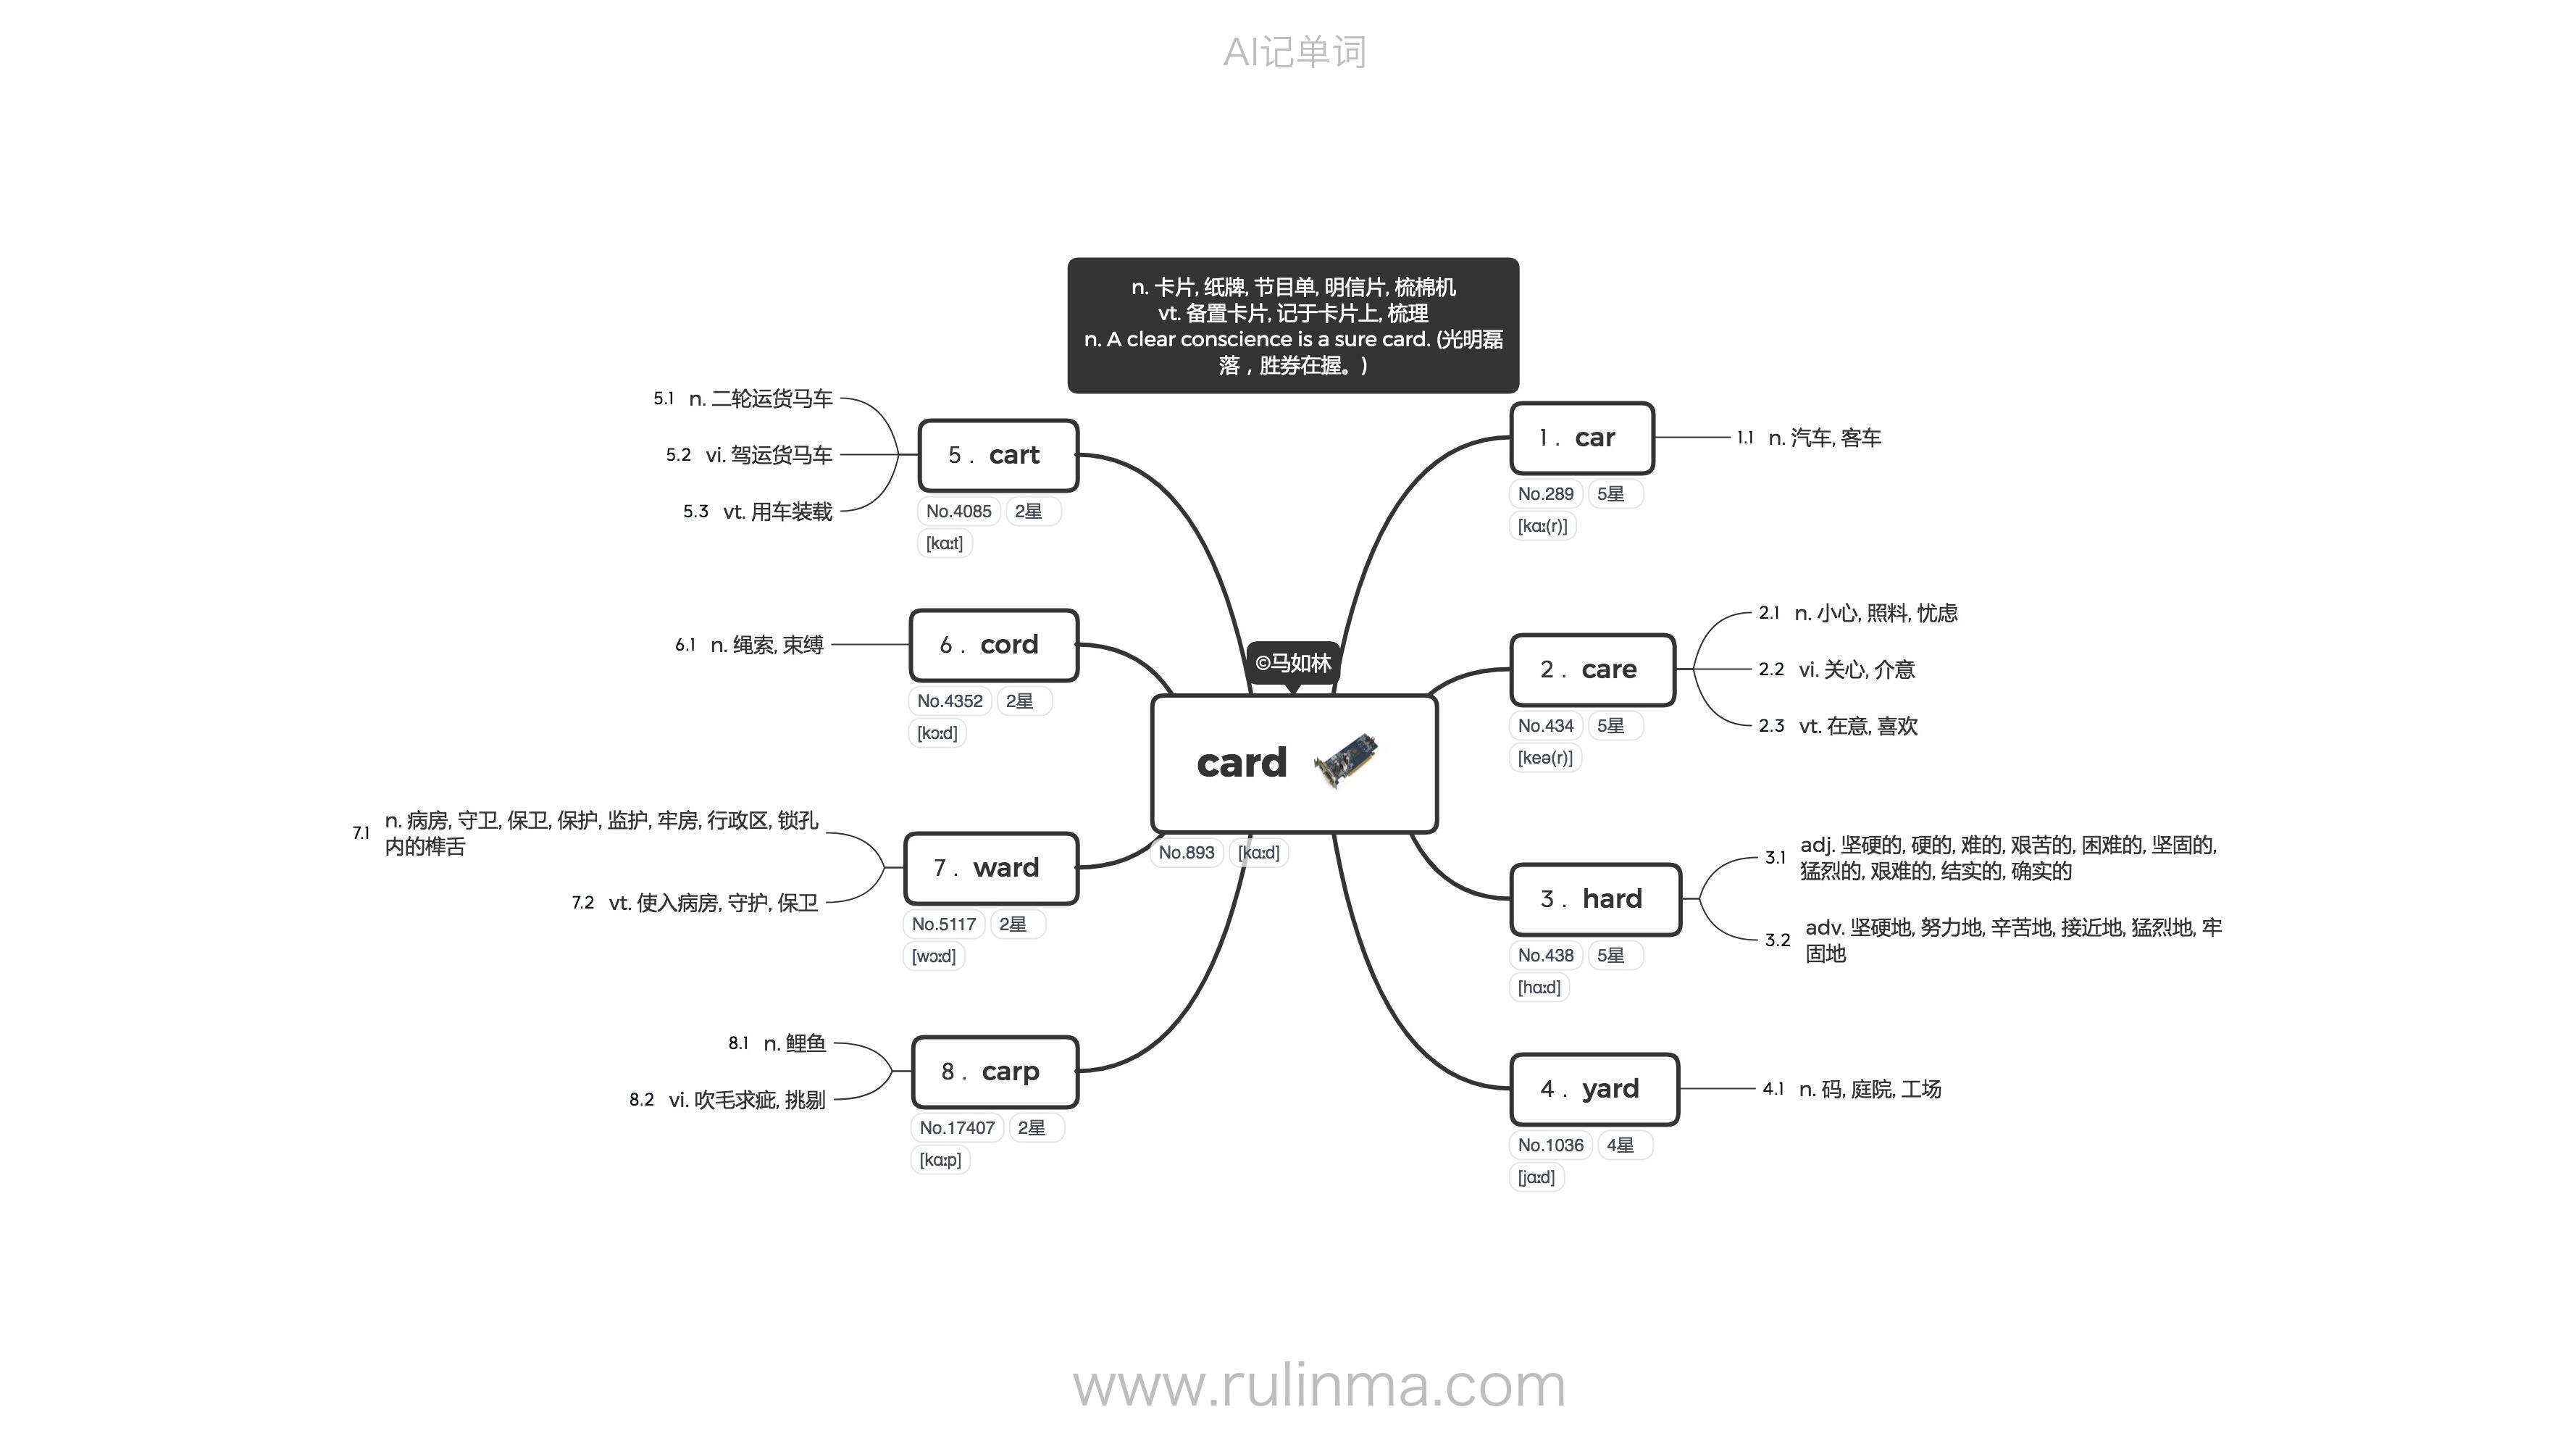 AI记单词
n. 卡片, 纸牌, 节目单, 明信片, 梳棉机
vt. 备置卡片, 记于卡片上, 梳理
n. A clear conscience is a sure card. (光明磊
落，胜券在握。)
©马如林
card
No.893 [kɑːd]
1. car
No.289 5星
[kɑː(r)]
1.1 n. 汽车, 客车
2. care
No.434 5星
[keə(r)]
2.1 n. 小心, 照料, 忧虑
2.2 vi. 关心, 介意
2.3 vt. 在意, 喜欢
3. hard
No.438 5星
[hɑːd]
3.1 adj. 坚硬的, 硬的, 难的, 艰苦的, 困难的, 坚固的,
猛烈的, 艰难的, 结实的, 确实的
3.2 adv. 坚硬地, 努力地, 辛苦地, 接近地, 猛烈地, 牢
固地
4. yard
No.1036 4星
[jɑːd]
4.1 n. 码, 庭院, 工场
5. cart
No.4085 2星
[kɑːt]
5.1 n. 二轮运货马车
5.2 vi. 驾运货马车
5.3 vt. 用车装载
6. cord
No.4352 2星
[kɔːd]
6.1 n. 绳索, 束缚
7. ward
No.5117 2星
[wɔːd]
7.1 n. 病房, 守卫, 保卫, 保护, 监护, 牢房, 行政区, 锁孔
内的榫舌
7.2 vt. 使入病房, 守护, 保卫
8. carp
No.17407 2星
[kɑːp]
8.1 n. 鲤鱼
8.2 vi. 吹毛求疵, 挑剔
www.rulinma.com